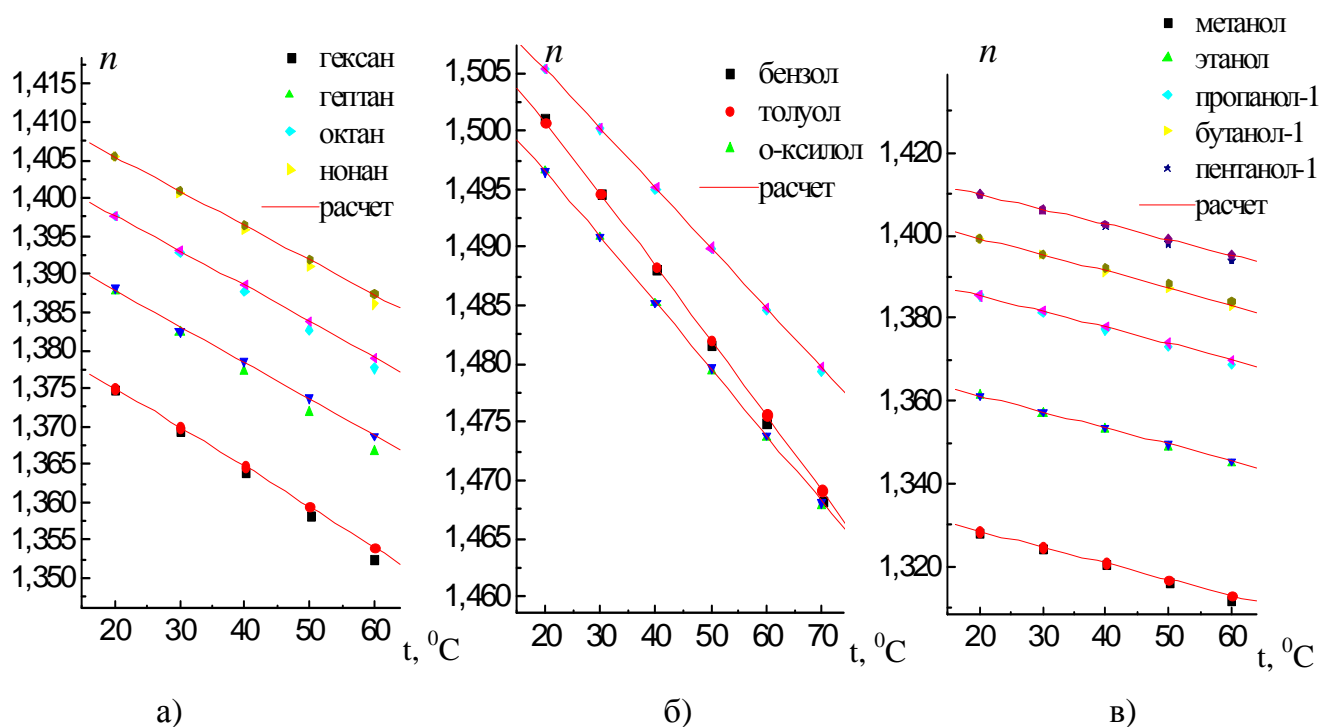 n
гексан
гептан
октан
нонан
расчет
1,415
1,410
1,405
1,400
1,395
1,390
1,385
1,380
1,375
1,370
1,365
1,360
1,355
1,350
20 30 40 50 60
t, ⁰C
а)
n
бензол
толуол
о-ксилол
расчет
1,505
1,500
1,495
1,490
1,485
1,480
1,475
1,470
1,465
1,460
20 30 40 50 60 70
t, ⁰C
б)
метанол
n
этанол
пропанол-1
бутанол-1
пентанол-1
расчет
1,420
1,400
1,380
1,360
1,340
1,320
20 30 40 50 60
t, ⁰C
в)